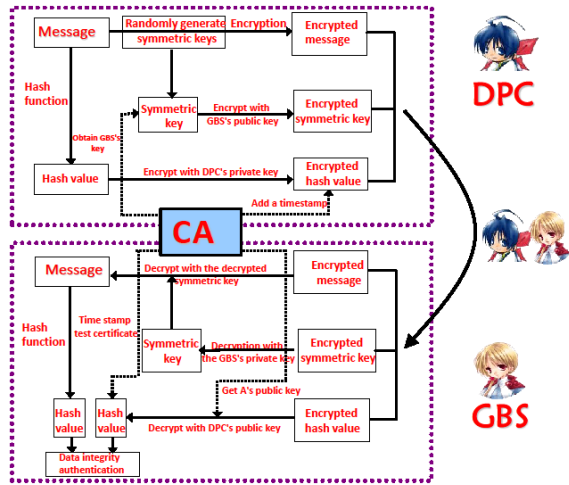 Message
Randomly generate
symmetric keys
Encryption
Encrypted
message
Hash
function
Symmetric
key
Encrypt with
GBS's public key
Encrypted
symmetric key
Obtain GBS's
key
Hash value
Encrypt with DPC's private key
Encrypted
hash value
Add a timestamp
DPC
CA
Message
Decrypt with the decrypted
symmetric key
Encrypted
message
Hash
function
Time stamp
test certificate
Symmetric
key
Decryption with
the GBS's private key
Encrypted
symmetric key
Get A's public key
Hash
value
Hash
value
Decrypt with DPC's public key
Encrypted
hash value
Data integrity
authentication
GBS